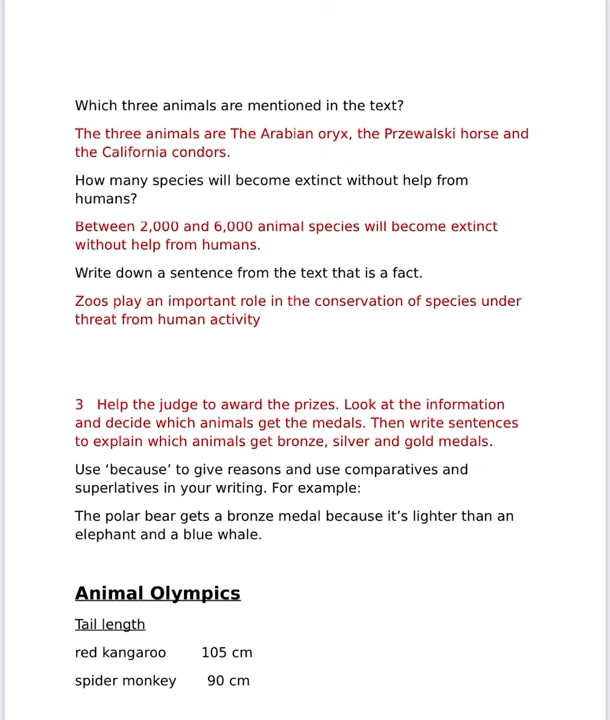 Which three animals are mentioned in the text?
The three animals are The Arabian oryx, the Przewalski horse and
the California condors.
How many species will become extinct without help from
humans?
Between 2,000 and 6,000 animal species will become extinct
without help from humans.
Write down a sentence from the text that is a fact.
Zoos play an important role in the conservation of species under
threat from human activity
3 Help the judge to award the prizes. Look at the information
and decide which animals get the medals. Then write sentences
to explain which animals get bronze, silver and gold medals.
Use ‘because’ to give reasons and use comparatives and
superlatives in your writing. For example:
The polar bear gets a bronze medal because it’s lighter than an
elephant and a blue whale.
Animal Olympics
Tail length
red kangaroo 105 cm
spider monkey 90 cm